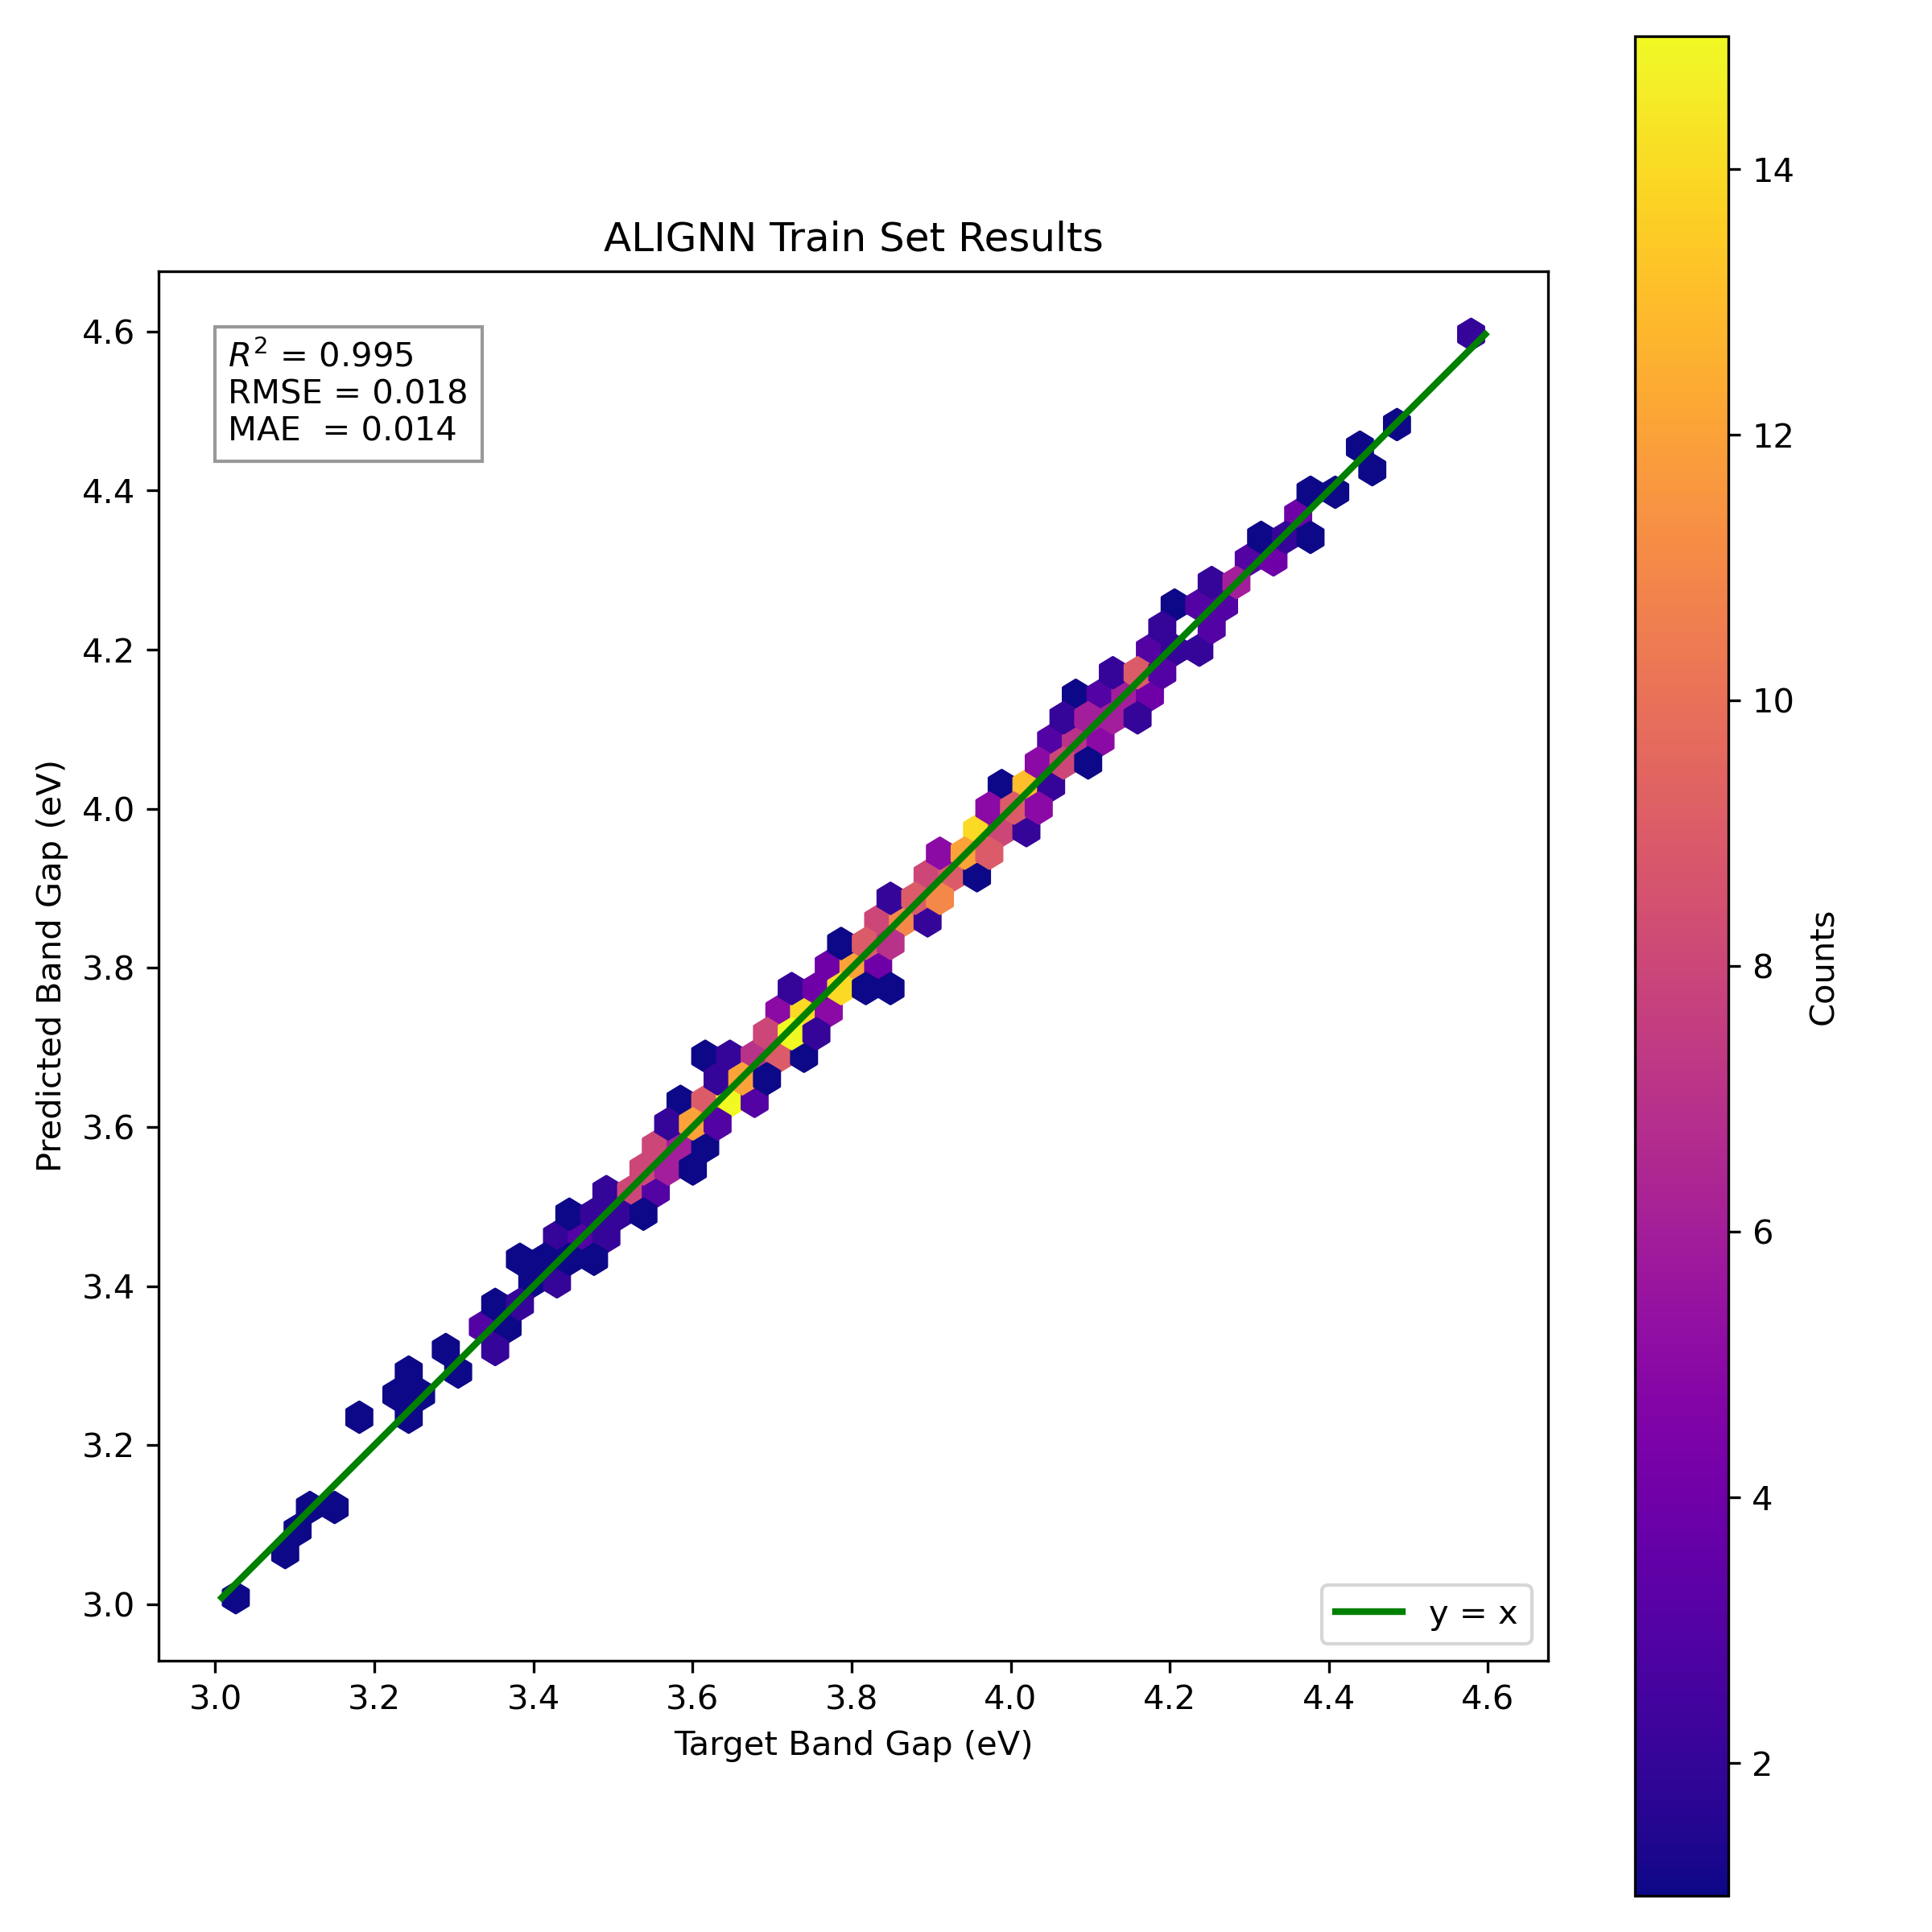 ALIGNN Train Set Results
R² = 0.995
RMSE = 0.018
MAE = 0.014
Predicted Band Gap (eV)
4.6
4.4
4.2
4.0
3.8
3.6
3.4
3.2
3.0
3.0 3.2 3.4 3.6 3.8 4.0 4.2 4.4 4.6
Target Band Gap (eV)
y = x
14
12
10
8
6
4
2
Counts